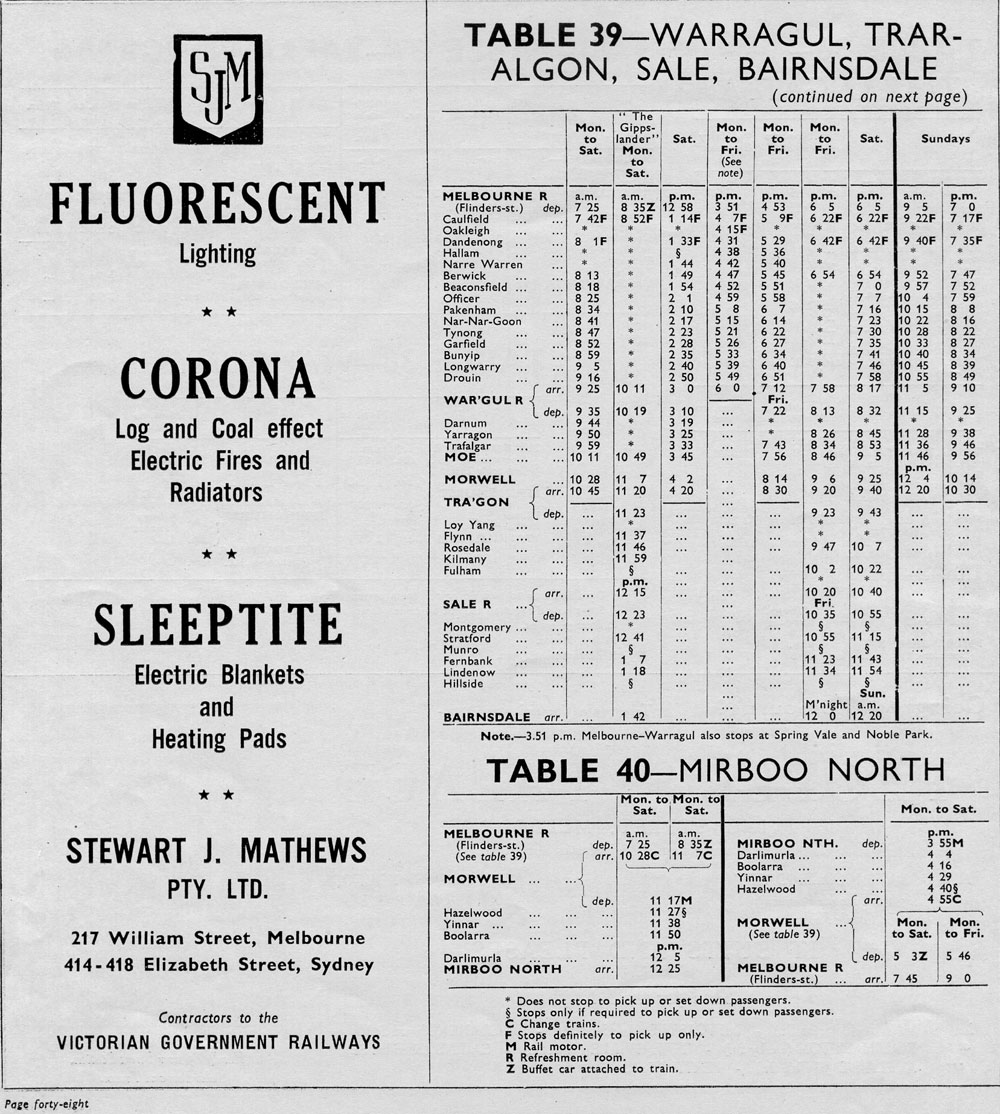 SJM
FLUORESCENT
Lighting
★ ★
CORONA
Log and Coal effect
Electric Fires and
Radiators
★ ★
SLEEPTITE
Electric Blankets
and
Heating Pads
★ ★
STEWART J. MATHEWS
PTY. LTD.
217 William Street, Melbourne
414-418 Elizabeth Street, Sydney
Contractors to the
VICTORIAN GOVERNMENT RAILWAYS
TABLE 39—WARRAGUL, TRAR-
ALGON, SALE, BAIRNSDALE
(continued on next page)
Mon. to Sat. | "The Gipps-lander" Mon. to Sat. | Sat. | Mon. to Fri. (See note) | Mon. to Fri. | Mon. to Fri. | Sat. | Sundays
MELBOURNE R a.m. a.m. p.m. p.m. p.m. p.m. p.m. a.m. p.m.
(Flinders-st.) dep. 7 25 8 35Z 12 58 3 51 4 53 6 5 6 5 9 5 7 0
Caulfield ... ... 7 42F 8 52F 1 14F 4 7F 5 9F 6 22F 6 22F 9 22F 7 17F
Oakleigh ... ... * * * 4 15F * * * * *
Dandenong ... ... 8 1F * 1 33F 4 31 5 29 6 42F 6 42F 9 40F 7 35F
Hallam ... ... * * § 4 38 5 36 * * * *
Narre Warren ... * * 1 44 4 42 5 40 * * * *
Berwick ... ... 8 13 * 1 49 4 47 5 45 6 54 6 54 9 52 7 47
Beaconsfield ... ... 8 18 * 1 54 4 52 5 51 * 7 0 9 57 7 52
Officer ... ... 8 25 * 2 1 4 59 5 58 * 7 7 10 4 7 59
Pakenham ... ... 8 34 * 2 10 5 8 6 7 * 7 16 10 15 8 8
Nar-Nar-Goon ... 8 41 * 2 17 5 15 6 14 * 7 23 10 22 8 16
Tynong ... ... 8 47 * 2 23 5 21 6 22 * 7 30 10 28 8 22
Garfield ... ... 8 52 * 2 28 5 26 6 27 * 7 35 10 33 8 27
Bunyip ... ... 8 59 * 2 35 5 33 6 34 * 7 41 10 40 8 34
Longwarry ... ... 9 5 * 2 40 5 39 6 40 * 7 46 10 45 8 39
Drouin ... ... 9 16 * 2 50 5 49 6 51 * 7 58 10 55 8 49
arr. 9 25 10 11 3 0 6 0 7 12 7 58 8 17 11 5 9 10
WAR'GUL R Fri.
dep. 9 35 10 19 3 10 ... 7 22 8 13 8 32 11 15 9 25
Darnum ... ... 9 44 * 3 19 ... * * * * *
Yarragon ... ... 9 50 * 3 25 ... * 8 26 8 45 11 28 9 38
Trafalgar ... ... 9 59 * 3 33 ... 7 43 8 34 8 53 11 36 9 46
MOE ... ... ... 10 11 10 49 3 45 ... 7 56 8 46 9 5 11 46 9 56
p.m.
MORWELL ... 10 28 11 7 4 2 ... 8 14 9 6 9 25 12 4 10 14
arr. 10 45 11 20 4 20 ... 8 30 9 20 9 40 12 20 10 30
TRA'GON
dep. ... 11 23 ... ... ... 9 23 9 43 ... ...
Loy Yang ... ... ... * ... ... ... * * ... ...
Flynn ... ... ... ... 11 37 ... ... ... * * ... ...
Rosedale ... ... ... 11 46 ... ... ... 9 47 10 7 ... ...
Kilmany ... ... ... 11 59 ... ...
Fulham ... ... ... § ... ... ... 10 2 10 22 ... ...
p.m. * *
arr. ... 12 15 ... ... ... 10 20 10 40 ... ...
SALE R ... Fri.
dep. ... 12 23 ... ... ... 10 35 10 55 ... ...
Montgomery ... ... ... * ... ... ... § § ... ...
Stratford ... ... ... 12 41 ... ... ... 10 55 11 15 ... ...
Munro ... ... ... § ... ... ... § § ... ...
Fernbank ... ... ... 1 7 ... ... ... 11 23 11 43 ... ...
Lindenow ... ... ... 1 18 ... ... ... 11 34 11 54 ... ...
Hillside ... ... ... § ... ... ... § § ... ...
Sun.
M'night a.m.
BAIRNSDALE arr. ... 1 42 ... ... ... 12 0 12 20 ... ...
Note.—3.51 p.m. Melbourne–Warragul also stops at Spring Vale and Noble Park.
TABLE 40—MIRBOO NORTH
Mon. to Sat. | Mon. to Sat.
MELBOURNE R a.m. a.m.
(Flinders-st.) dep. 7 25 8 35Z
(See table 39) arr. 10 28C 11 7C
MORWELL ... ...
dep. 11 17M
Hazelwood ... ... ... 11 27§
Yinnar ... ... ... ... 11 38
Boolarra ... ... ... 11 50
p.m.
Darlimurla ... ... ... 12 5
MIRBOO NORTH arr. 12 25
Mon. to Sat.
p.m.
MIRBOO NTH. dep. 3 55M
Darlimurla ... ... ... 4 4
Boolarra ... ... ... 4 16
Yinnar ... ... ... 4 29
Hazelwood ... ... 4 40§
arr. 4 55C
MORWELL ... Mon. to Sat. | Mon. to Fri.
(See table 39)
dep. 5 3Z 5 46
MELBOURNE R
(Flinders-st.) ... arr. 7 45 9 0
* Does not stop to pick up or set down passengers.
§ Stops only if required to pick up or set down passengers.
C Change trains.
F Stops definitely to pick up only.
M Rail motor.
R Refreshment room.
Z Buffet car attached to train.
Page forty-eight